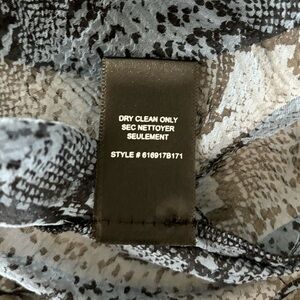 DRY CLEAN ONLY
SEC NETTOYER
SEULEMENT
STYLE # 616917B171